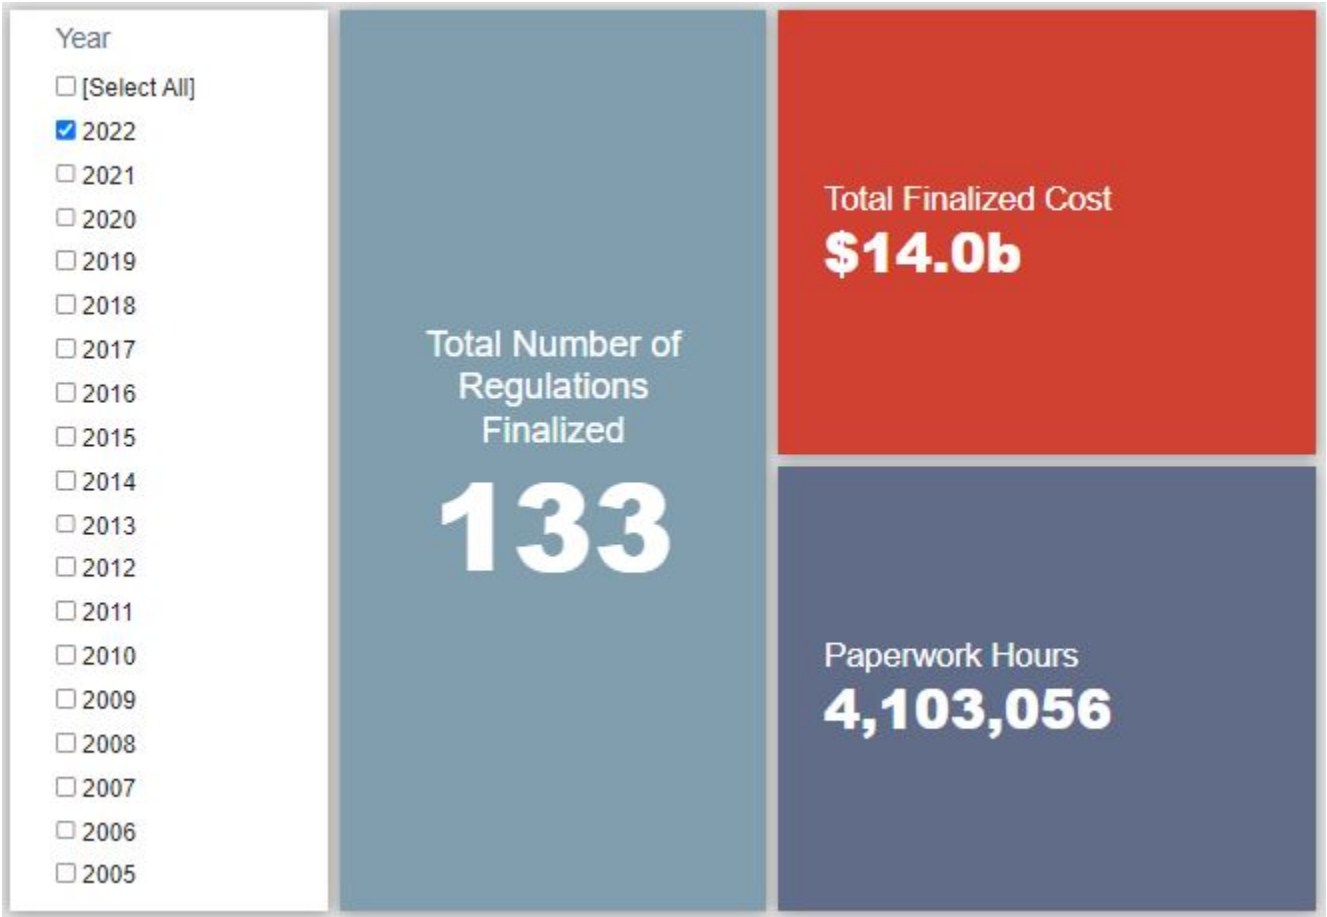 Year
[Select All]
2022
2021
2020
2019
2018
2017
2016
2015
2014
2013
2012
2011
2010
2009
2008
2007
2006
2005
Total Number of
Regulations
Finalized
133
Total Finalized Cost
$14.0b
Paperwork Hours
4,103,056